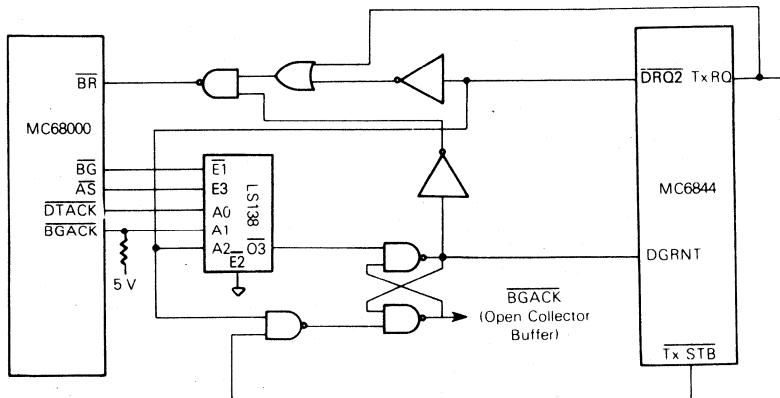 BR
MC68000
BG
AS
DTACK
BGACK
5 V
E1
E3
A0
A1
A2
O3
E2
LS138
BGACK
(Open Collector
Buffer)
DRQ2 TxRQ
MC6844
DGRNT
Tx STB